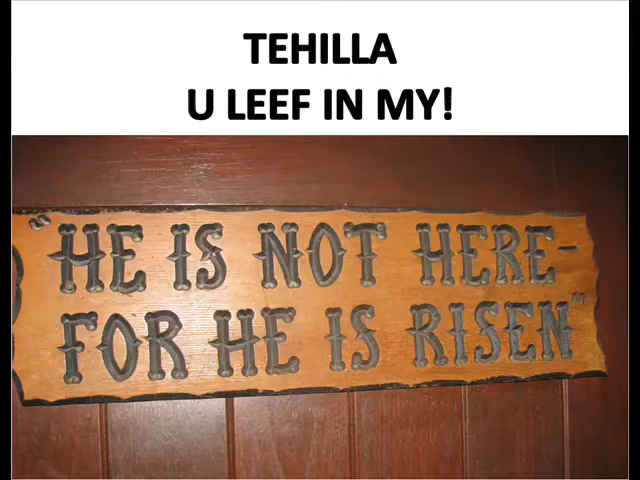 TEHILLA
U LEEF IN MY!
"HE IS NOT HERE-
FOR HE IS RISEN"